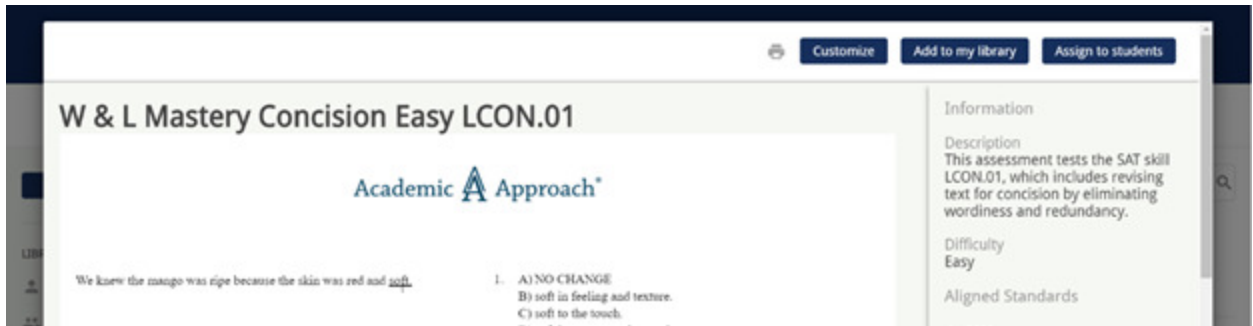 Customize Add to my library Assign to students
W & L Mastery Concision Easy LCON.01
Academic Approach®
We knew the mango was ripe because the skin was red and soft.
1. A) NO CHANGE
B) soft in feeling and texture.
C) soft to the touch.
Information
Description
This assessment tests the SAT skill
LCON.01, which includes revising
text for concision by eliminating
wordiness and redundancy.
Difficulty
Easy
Aligned Standards